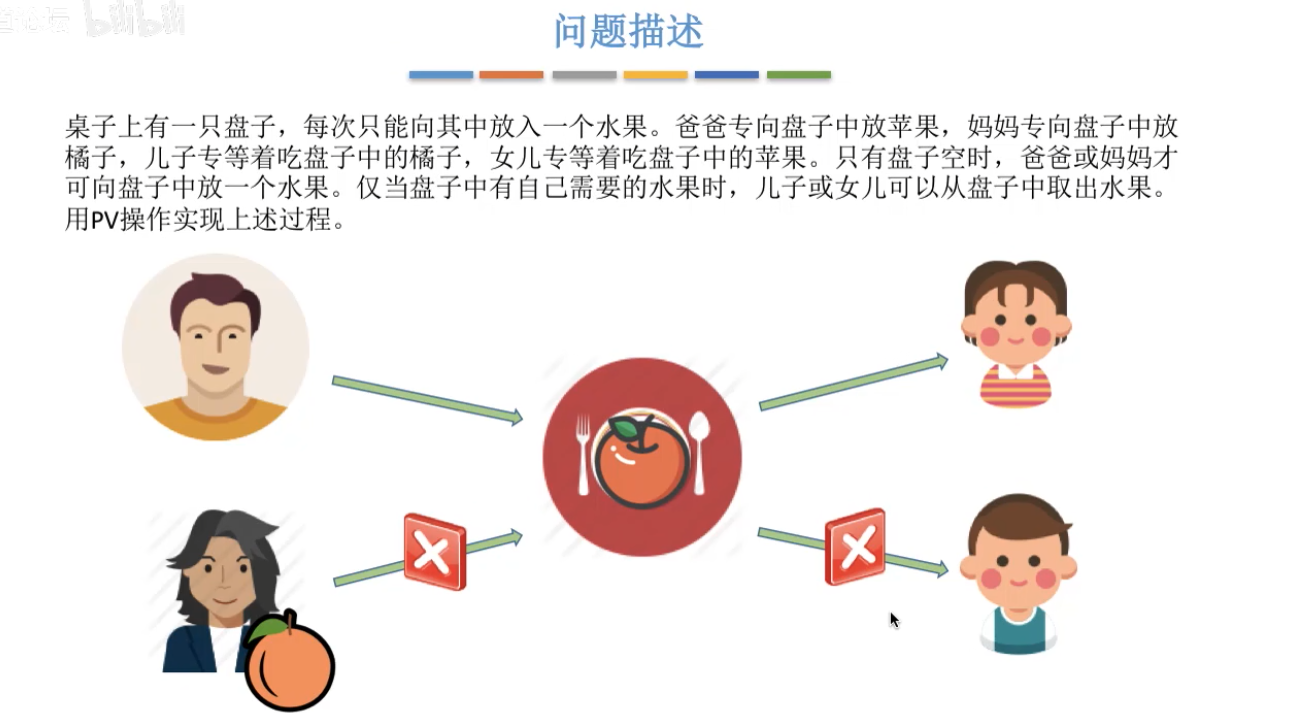 bilibili
问题描述
桌子上有一只盘子，每次只能向其中放入一个水果。爸爸专向盘子中放苹果，妈妈专向盘子中放
橘子，儿子专等着吃盘子中的橘子，女儿专等着吃盘子中的苹果。只有盘子空时，爸爸或妈妈才
可向盘子中放一个水果。仅当盘子中有自己需要的水果时，儿子或女儿可以从盘子中取出水果。
用PV操作实现上述过程。